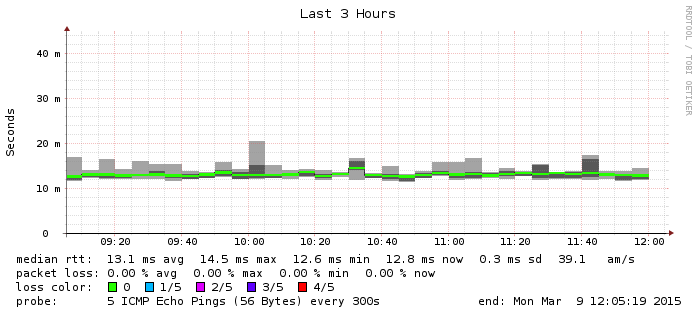 Last 3 Hours
RRDTOOL / TOBI OETIKER
Seconds
40 m
30 m
20 m
10 m
0
09:20 09:40 10:00 10:20 10:40 11:00 11:20 11:40 12:00
median rtt: 13.1 ms avg 14.5 ms max 12.6 ms min 12.8 ms now 0.3 ms sd 39.1 am/s
packet loss: 0.00 % avg 0.00 % max 0.00 % min 0.00 % now
loss color: 0 1/5 2/5 3/5 4/5
probe: 5 ICMP Echo Pings (56 Bytes) every 300s end: Mon Mar 9 12:05:19 2015